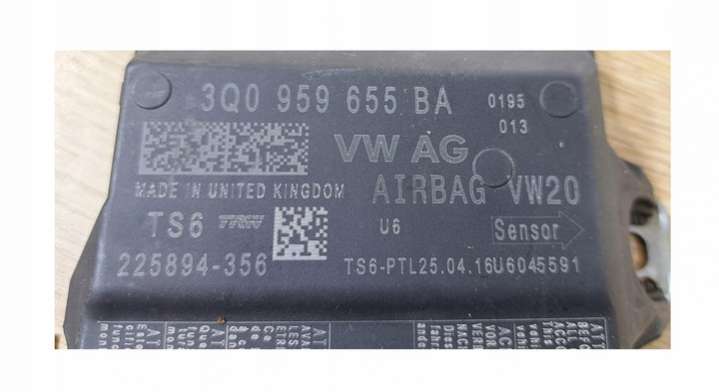 3Q0 959 655 BA
0195
013
VW AG
MADE IN UNITED KINGDOM
AIRBAG VW20
TS6 TRW
U6
Sensor
225894-356
TS6-PTL25.04.16U6045591